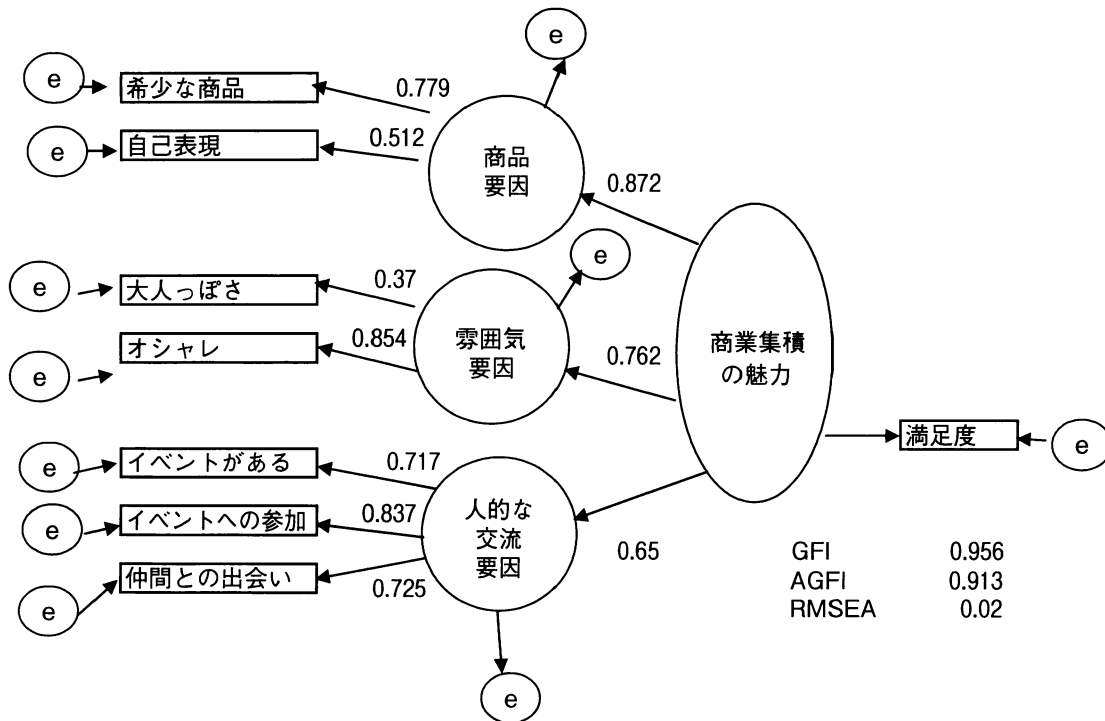 e
e
希少な商品
0.779
e
自己表現
0.512
商品
要因
0.872
e
e
大人っぽさ
0.37
e
オシャレ
0.854
雰囲気
要因
0.762
商業集積
の魅力
満足度
e
e
イベントがある
0.717
e
イベントへの参加
0.837
e
仲間との出会い
0.725
人的な
交流
要因
0.65
e
GFI 0.956
AGFI 0.913
RMSEA 0.02